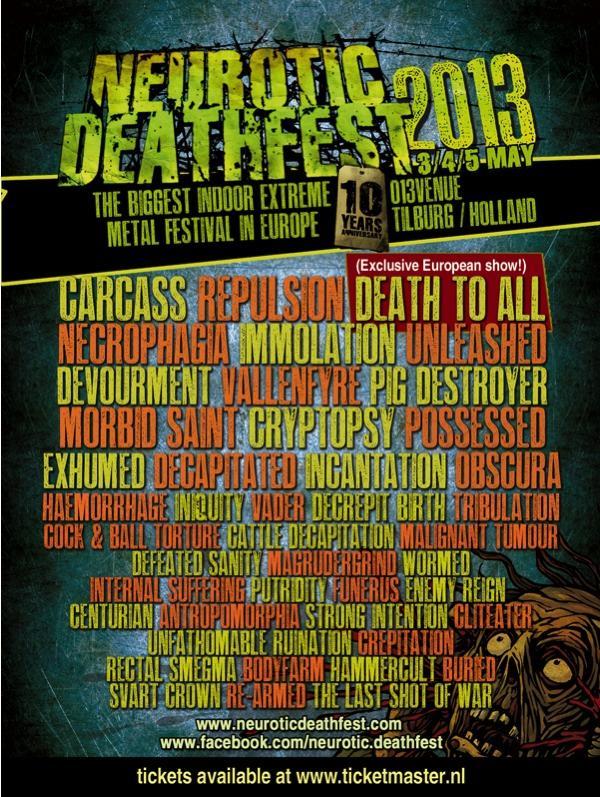 NEUROTIC
DEATHFEST 2013
3/4/5-MAY
THE BIGGEST INDOOR EXTREME
METAL FESTIVAL IN EUROPE
10
YEARS
ANNIVERSARY
013VENUE
TILBURG / HOLLAND
(Exclusive European show!)
CARCASS REPULSION DEATH TO ALL
NECROPHAGIA IMMOLATION UNLEASHED
DEVOURMENT VALLENFYRE PIG DESTROYER
MORBID SAINT CRYPTOPSY POSSESSED
EXHUMED DECAPITATED INCANTATION OBSCURA
HAEMORRHAGE INIQUITY VADER DECREPIT BIRTH TRIBULATION
COCK & BALL TORTURE CATTLE DECAPITATION MALIGNANT TUMOUR
DEFEATED SANITY MAGRUDERGRIND WORMED
INTERNAL SUFFERING PUTRIDITY FUNERUS ENEMY REIGN
CENTURIAN ANTROPOMORPHIA STRONG INTENTION CLITEATER
UNFATHOMABLE RUINATION CREPITATION
RECTAL SMEGMA BODYFARM HAMMERCULT BURIED
SVART CROWN RE-ARMED THE LAST SHOT OF WAR
www.neuroticdeathfest.com
www.facebook.com/neurotic.deathfest
tickets available at www.ticketmaster.nl